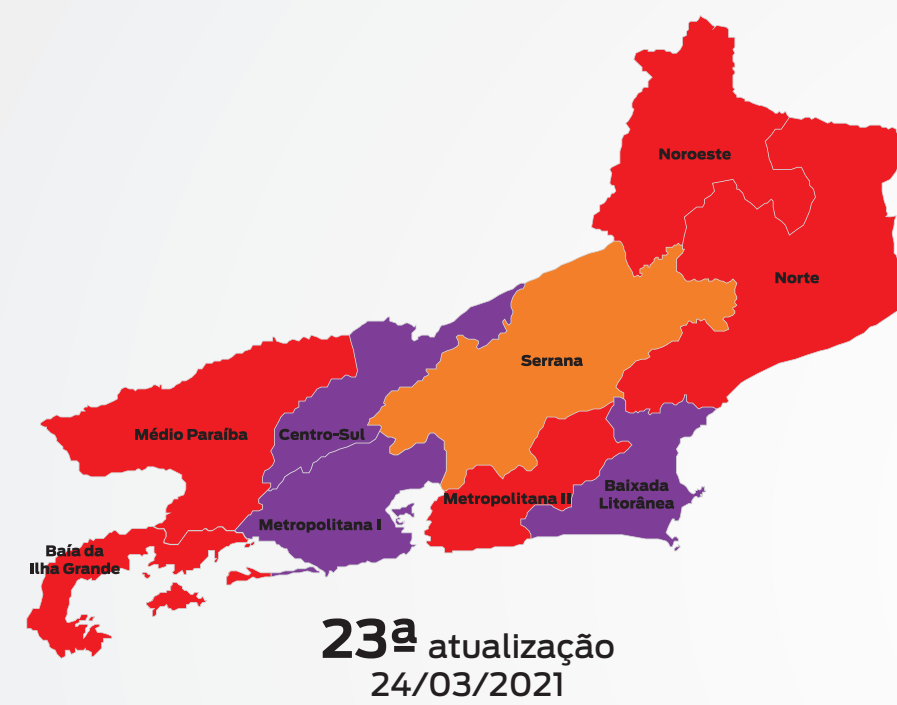 Noroeste
Norte
Serrana
Médio Paraíba
Centro-Sul
Metropolitana II
Baixada
Litorânea
Metropolitana I
Baía da
Ilha Grande
23ª atualização
24/03/2021